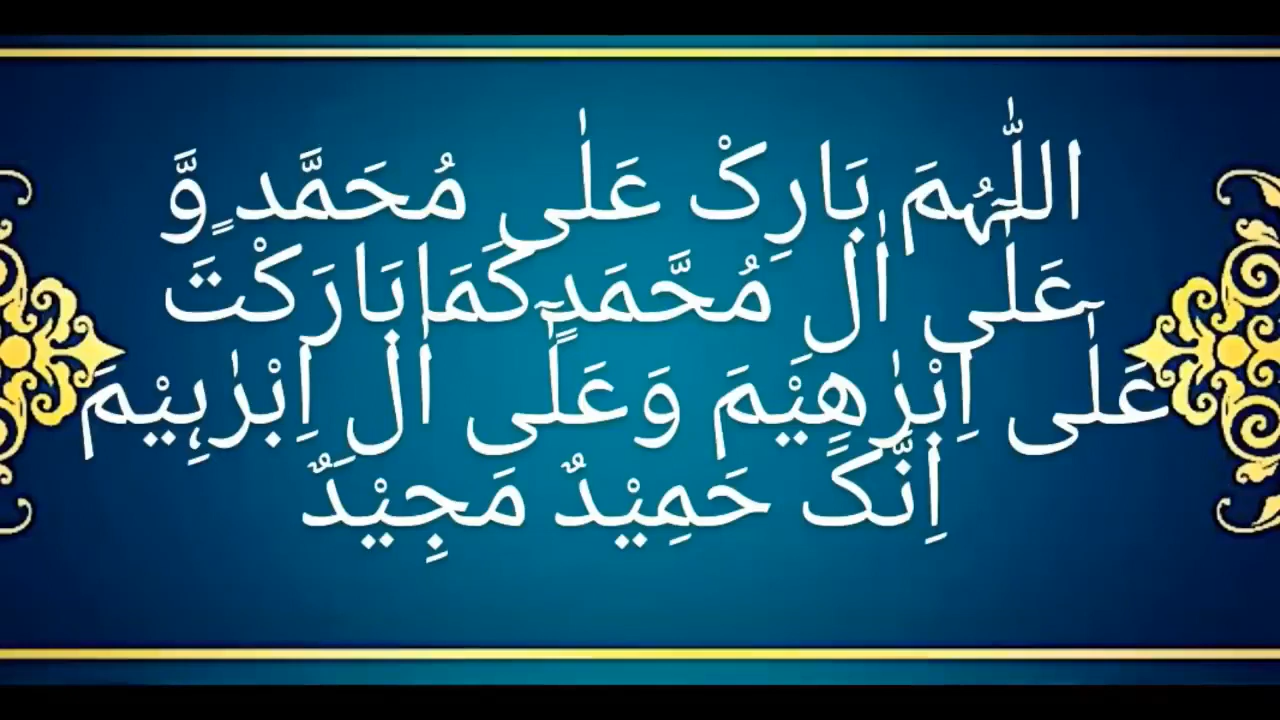 اللّٰہُمَ بَارِکْ عَلٰی مُحَمَّدٍ وَّ
عَلٰٓی اٰلِ مُحَّمَدٍ کَمَا بَارَکْتَ
عَلٰٓی اِبْرٰھِیْمَ وَعَلٰٓی اٰلِ اِبْرٰہِیْمَ
اِنَّکَ حَمِیْدٌ مَجِیْدٌ